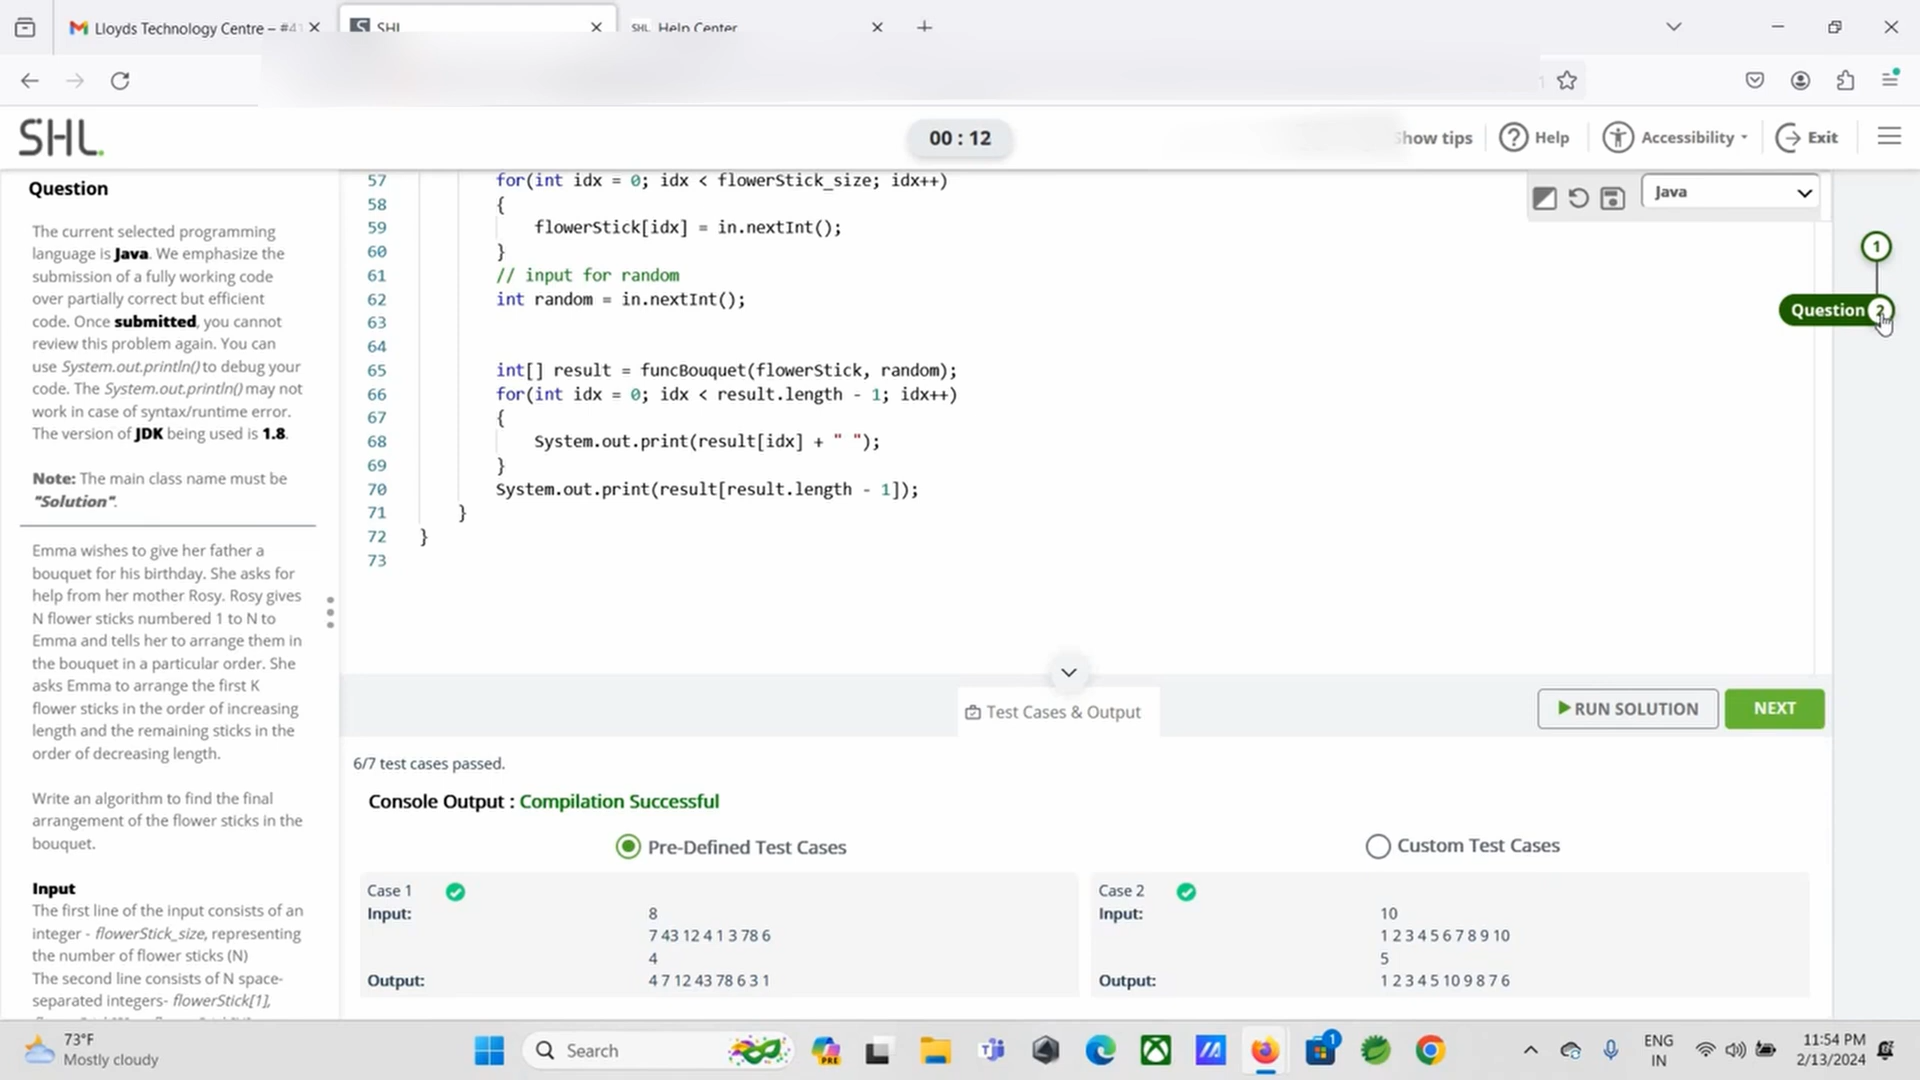 Lloyds Technology Centre – #41
SHL
SHL Help Center
SHL.
00 : 12
Show tips
Help
Accessibility
Exit
Question
The current selected programming
language is Java. We emphasize the
submission of a fully working code
over partially correct but efficient
code. Once submitted, you cannot
review this problem again. You can
use System.out.println() to debug your
code. The System.out.println() may not
work in case of syntax/runtime error.
The version of JDK being used is 1.8.
Note: The main class name must be
"Solution".
Emma wishes to give her father a
bouquet for his birthday. She asks for
help from her mother Rosy. Rosy gives
N flower sticks numbered 1 to N to
Emma and tells her to arrange them in
the bouquet in a particular order. She
asks Emma to arrange the first K
flower sticks in the order of increasing
length and the remaining sticks in the
order of decreasing length.
Write an algorithm to find the final
arrangement of the flower sticks in the
bouquet.
Input
The first line of the input consists of an
integer - flowerStick_size, representing
the number of flower sticks (N)
The second line consists of N space-
separated integers- flowerStick[1],
57 for(int idx = 0; idx < flowerStick_size; idx++)
58 {
59 flowerStick[idx] = in.nextInt();
60 }
61 // input for random
62 int random = in.nextInt();
63
64
65 int[] result = funcBouquet(flowerStick, random);
66 for(int idx = 0; idx < result.length - 1; idx++)
67 {
68 System.out.print(result[idx] + " ");
69 }
70 System.out.print(result[result.length - 1]);
71 }
72 }
73
Java
1
Question 2
Test Cases & Output
RUN SOLUTION
NEXT
6/7 test cases passed.
Console Output : Compilation Successful
Pre-Defined Test Cases
Custom Test Cases
Case 1
Input:
8
7 43 12 4 1 3 78 6
4
Output:
4 7 12 43 78 6 3 1
Case 2
Input:
10
1 2 3 4 5 6 7 8 9 10
5
Output:
1 2 3 4 5 10 9 8 7 6
73°F
Mostly cloudy
Search
PRE
1
ENG
IN
11:54 PM
2/13/2024